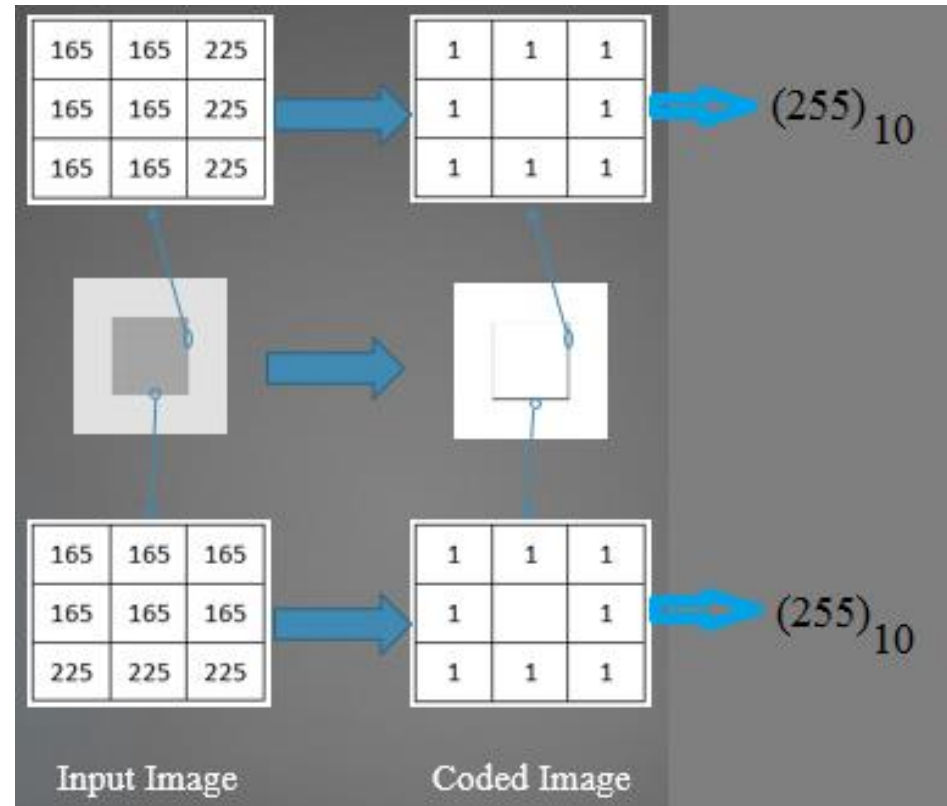 165 165 225 1 1 1
165 165 225 1 1 (255)10
165 165 225 1 1 1
165 165 165 1 1 1
165 165 165 1 1 (255)10
225 225 225 1 1 1
Input Image Coded Image